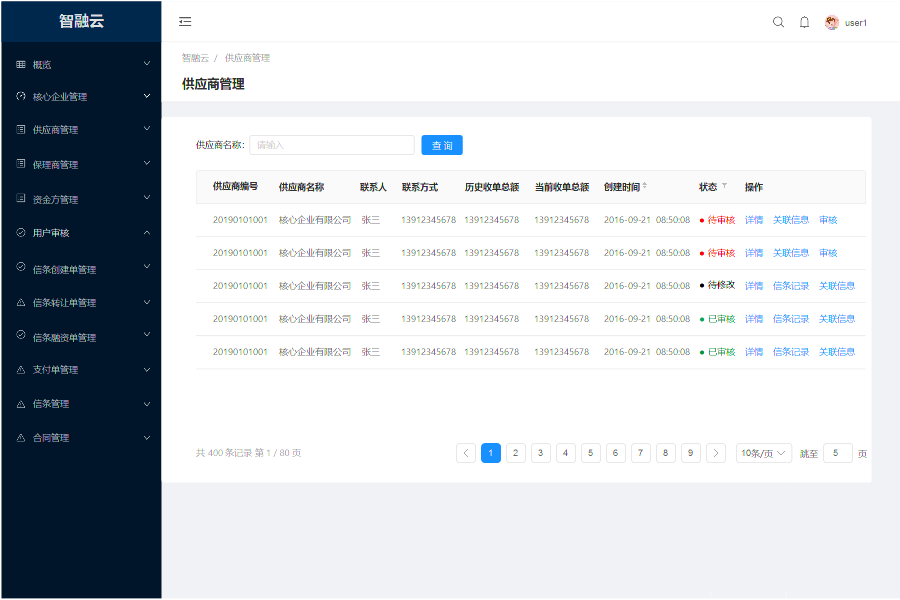 智融云
user1
概览
核心企业管理
供应商管理
保理商管理
资金方管理
用户审核
信条创建单管理
信条转让单管理
信条融资单管理
支付单管理
信条管理
合同管理
智融云 / 供应商管理
供应商管理
供应商名称: 请输入 查 询
供应商编号 供应商名称 联系人 联系方式 历史收单总额 当前收单总额 创建时间 状态 操作
20190101001 核心企业有限公司 张三 13912345678 13912345678 13912345678 2016-09-21 08:50:08 待审核 详情 关联信息 审核
20190101001 核心企业有限公司 张三 13912345678 13912345678 13912345678 2016-09-21 08:50:08 待审核 详情 关联信息 审核
20190101001 核心企业有限公司 张三 13912345678 13912345678 13912345678 2016-09-21 08:50:08 待修改 详情 信条记录 关联信息
20190101001 核心企业有限公司 张三 13912345678 13912345678 13912345678 2016-09-21 08:50:08 已审核 详情 信条记录 关联信息
20190101001 核心企业有限公司 张三 13912345678 13912345678 13912345678 2016-09-21 08:50:08 已审核 详情 信条记录 关联信息
共 400 条记录 第 1 / 80 页 1 2 3 4 5 6 7 8 9 10条/页 跳至 5 页